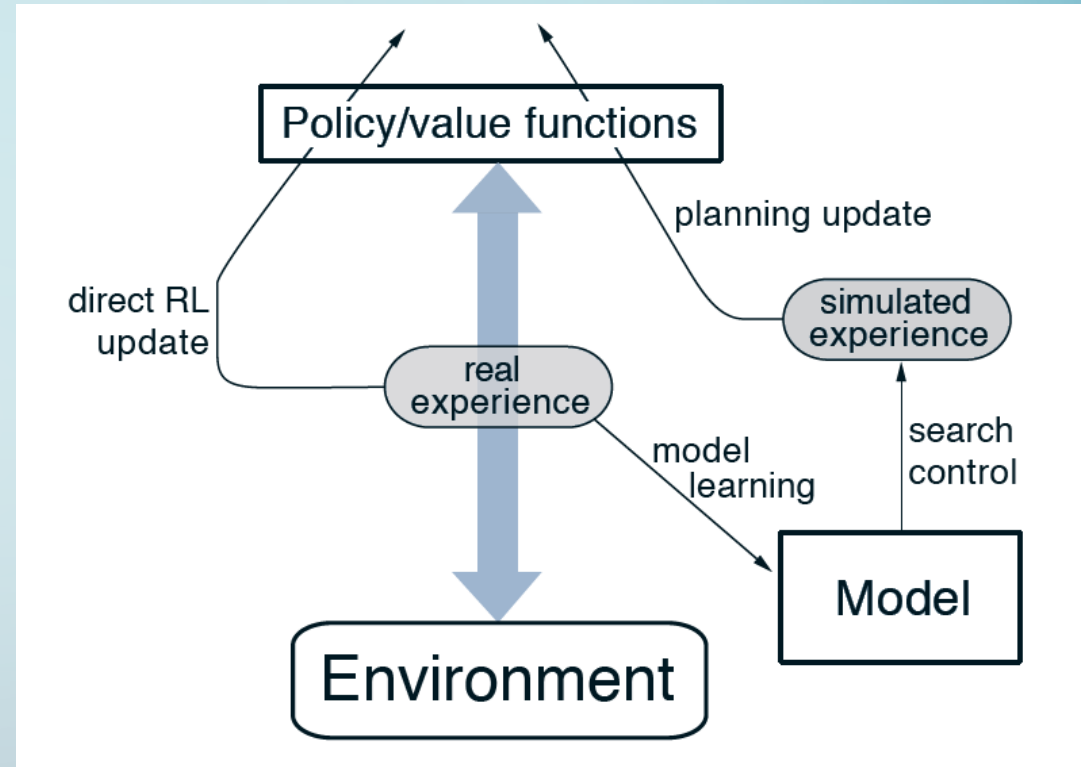 Policy/value functions
planning update
direct RL
update
simulated
experience
real
experience
search
control
model
learning
Model
Environment